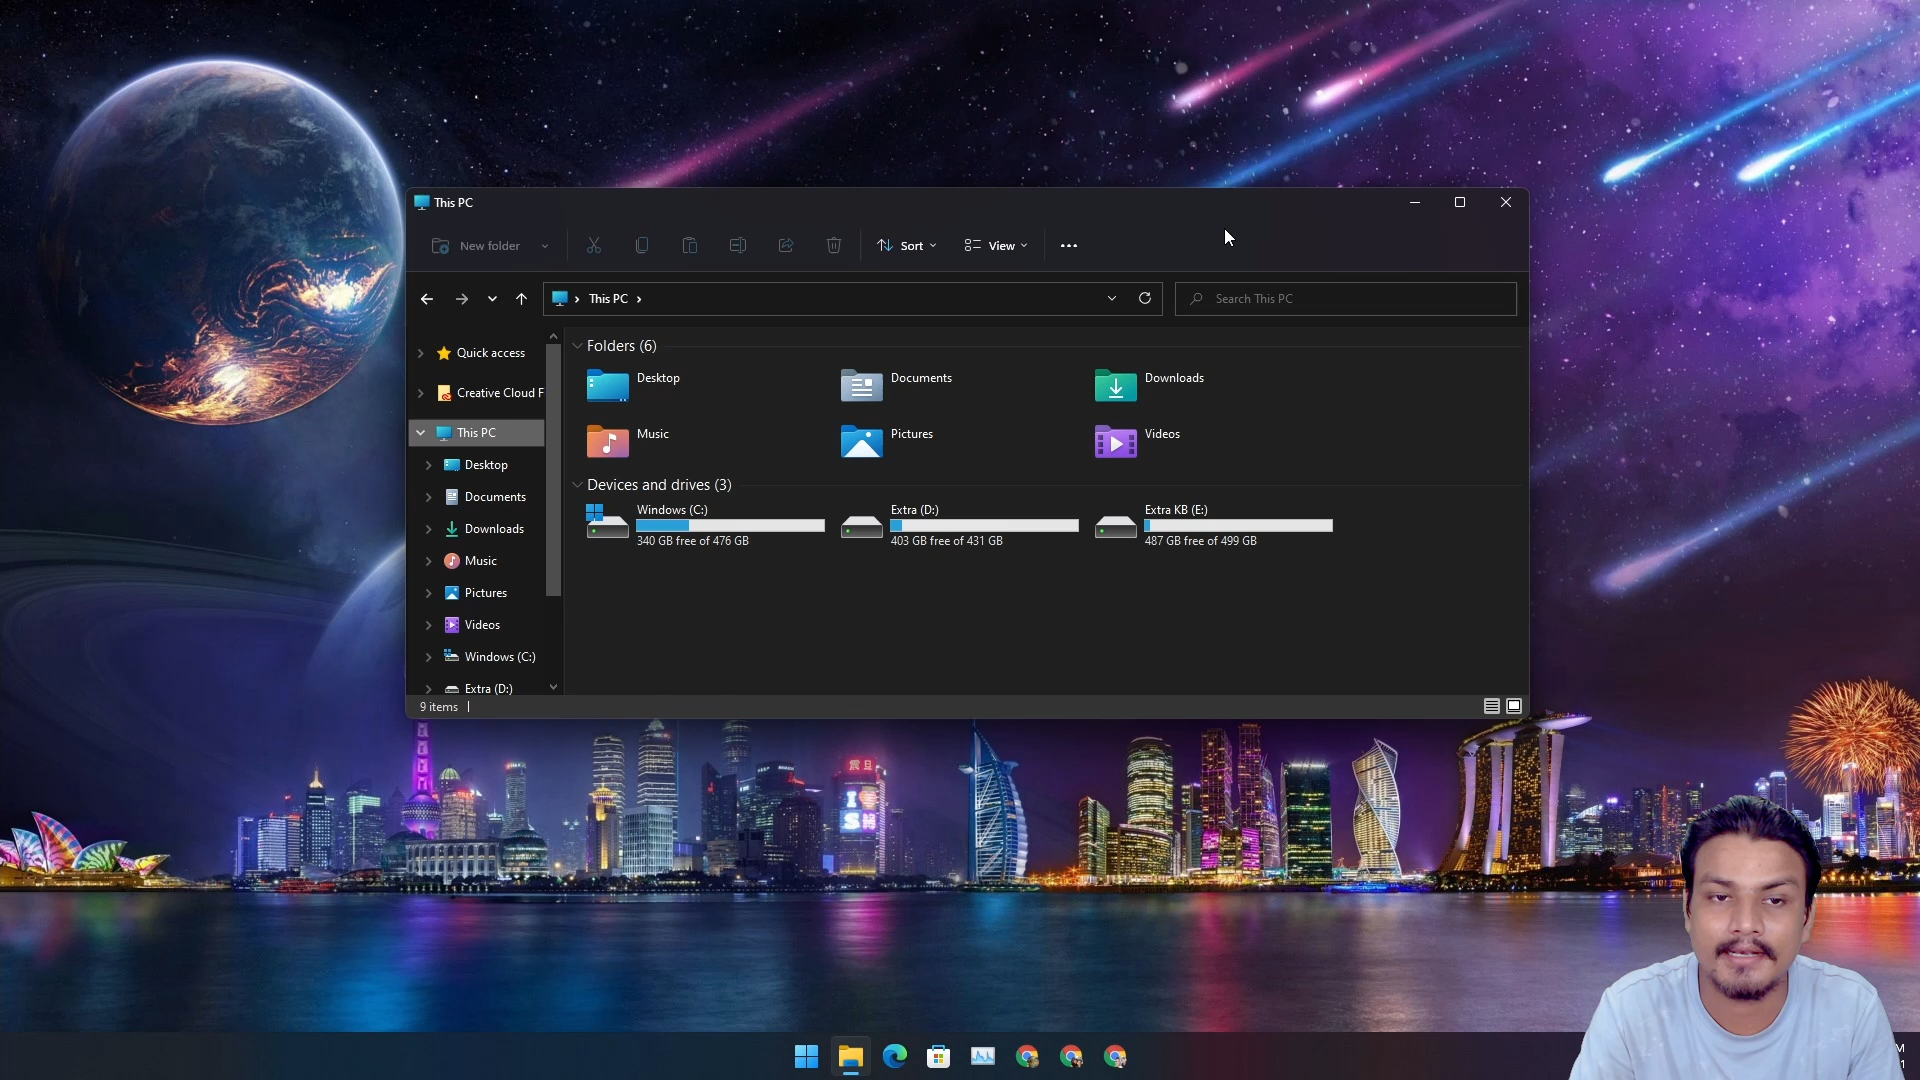 This PC
New folder
Sort
View
This PC
Search This PC
Quick access
Creative Cloud F
This PC
Desktop
Documents
Downloads
Music
Pictures
Videos
Windows (C:)
Extra (D:)
Folders (6)
Desktop
Documents
Downloads
Music
Pictures
Videos
Devices and drives (3)
Windows (C:)
340 GB free of 476 GB
Extra (D:)
403 GB free of 431 GB
Extra KB (E:)
487 GB free of 499 GB
9 items
震旦
I
S